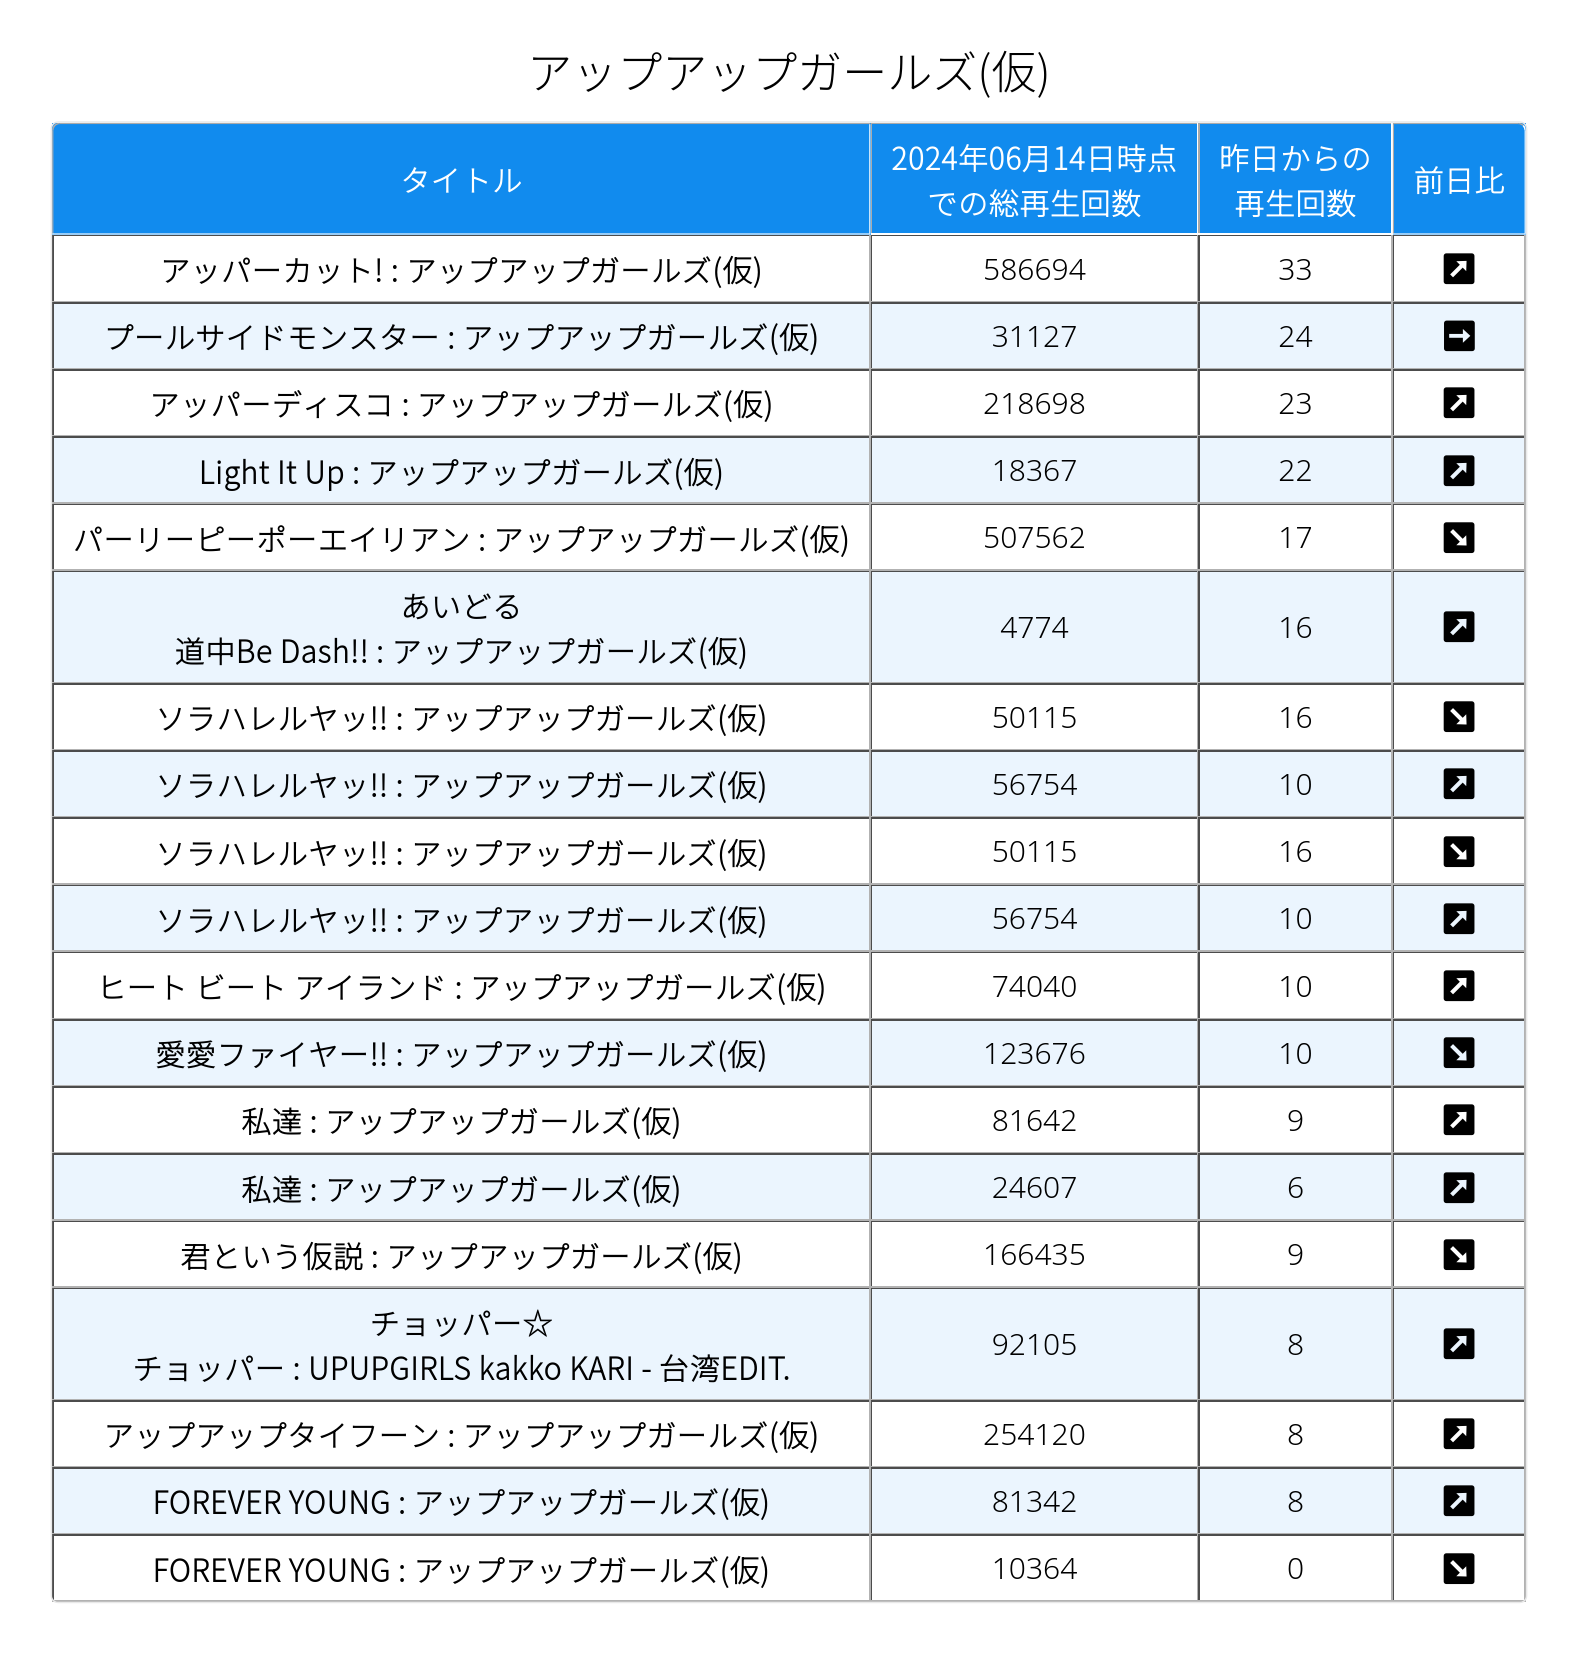 アップアップガールズ(仮)
タイトル 2024年06月14日時点での総再生回数 昨日からの再生回数 前日比
アッパーカット! : アップアップガールズ(仮) 586694 33 ↗
プールサイドモンスター : アップアップガールズ(仮) 31127 24 →
アッパーディスコ : アップアップガールズ(仮) 218698 23 ↗
Light It Up : アップアップガールズ(仮) 18367 22 ↗
パーリーピーポーエイリアン : アップアップガールズ(仮) 507562 17 ↘
あいどる
道中Be Dash!! : アップアップガールズ(仮) 4774 16 ↗
ソラハレルヤッ!! : アップアップガールズ(仮) 50115 16 ↘
ソラハレルヤッ!! : アップアップガールズ(仮) 56754 10 ↗
ソラハレルヤッ!! : アップアップガールズ(仮) 50115 16 ↘
ソラハレルヤッ!! : アップアップガールズ(仮) 56754 10 ↗
ヒート ビート アイランド : アップアップガールズ(仮) 74040 10 ↗
愛愛ファイヤー!! : アップアップガールズ(仮) 123676 10 ↘
私達 : アップアップガールズ(仮) 81642 9 ↗
私達 : アップアップガールズ(仮) 24607 6 ↗
君という仮説 : アップアップガールズ(仮) 166435 9 ↘
チョッパー☆
チョッパー : UPUPGIRLS kakko KARI - 台湾EDIT. 92105 8 ↗
アップアップタイフーン : アップアップガールズ(仮) 254120 8 ↗
FOREVER YOUNG : アップアップガールズ(仮) 81342 8 ↗
FOREVER YOUNG : アップアップガールズ(仮) 10364 0 ↘